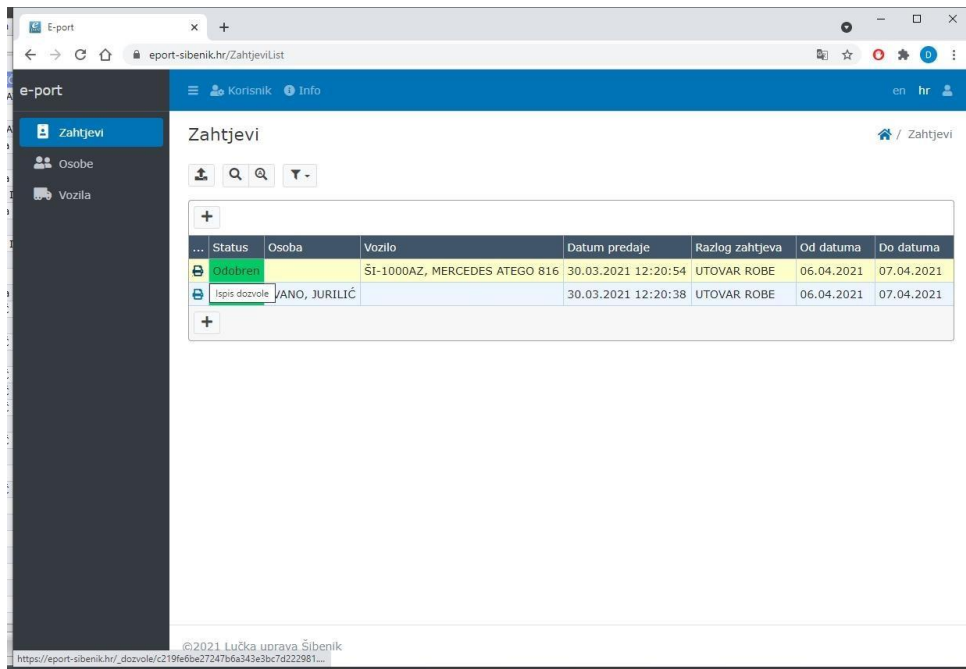 E-port
eport-sibenik.hr/ZahtjeviList
D
e-port
Korisnik Info
en hr
Zahtjevi
Osobe
Vozila
Zahtjevi
/ Zahtjevi
... Status Osoba Vozilo Datum predaje Razlog zahtjeva Od datuma Do datuma
Odobren ŠI-1000AZ, MERCEDES ATEGO 816 30.03.2021 12:20:54 UTOVAR ROBE 06.04.2021 07.04.2021
Ispis dozvole VANO, JURILIĆ 30.03.2021 12:20:38 UTOVAR ROBE 06.04.2021 07.04.2021
©2021 Lučka uprava Šibenik
https://eport-sibenik.hr/_dozvole/c219fe6be27247b6a343e3bc7d222981....